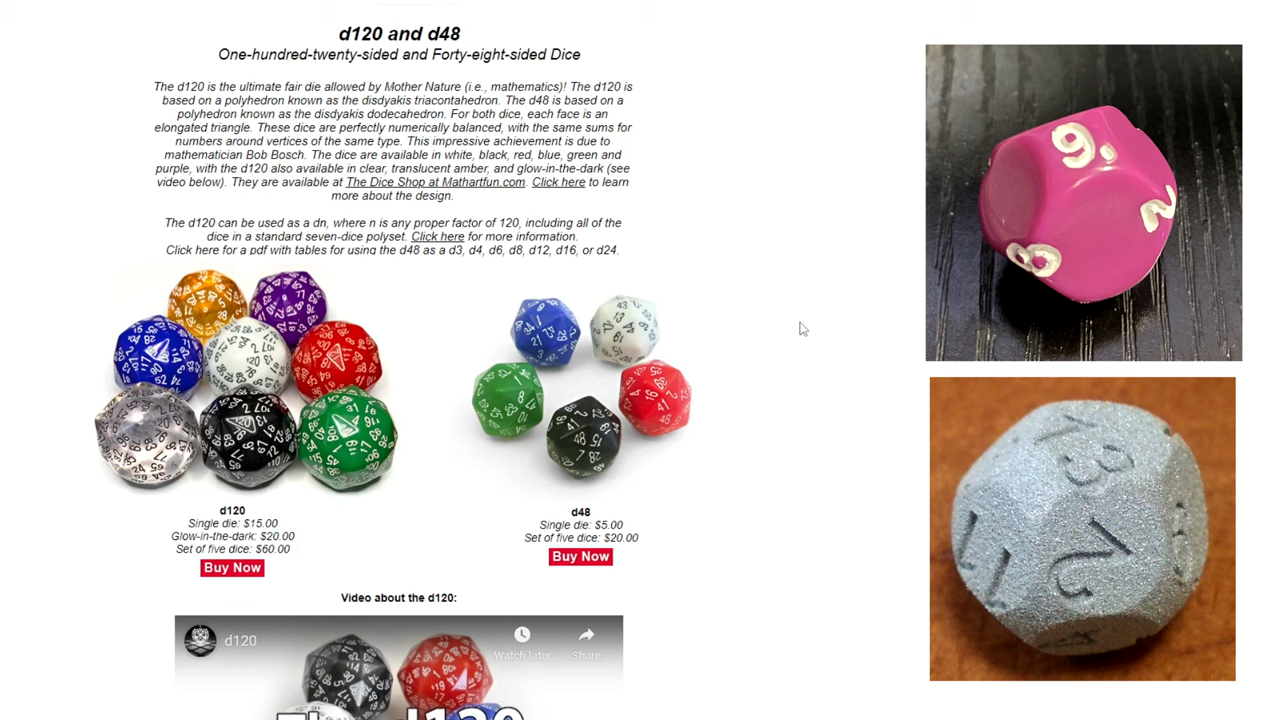 d120 and d48
One-hundred-twenty-sided and Forty-eight-sided Dice
The d120 is the ultimate fair die allowed by Mother Nature (i.e., mathematics)! The d120 is
based on a polyhedron known as the disdyakis triacontahedron. The d48 is based on a
polyhedron known as the disdyakis dodecahedron. For both dice, each face is an
elongated triangle. These dice are perfectly numerically balanced, with the same sums for
numbers around vertices of the same type. This impressive achievement is due to
mathematician Bob Bosch. The dice are available in white, black, red, blue, green and
purple, with the d120 also available in clear, translucent amber, and glow-in-the-dark (see
video below). They are available at The Dice Shop at Mathartfun.com. Click here to learn
more about the design.
The d120 can be used as a dn, where n is any proper factor of 120, including all of the
dice in a standard seven-dice polyset. Click here for more information.
Click here for a pdf with tables for using the d48 as a d3, d4, d6, d8, d12, d16, or d24.
9.
2
8
13
2
d120
Single die: $15.00
Glow-in-the-dark: $20.00
Set of five dice: $60.00
Buy Now
d48
Single die: $5.00
Set of five dice: $20.00
Buy Now
Video about the d120:
d120
Watch later
Share
The d120